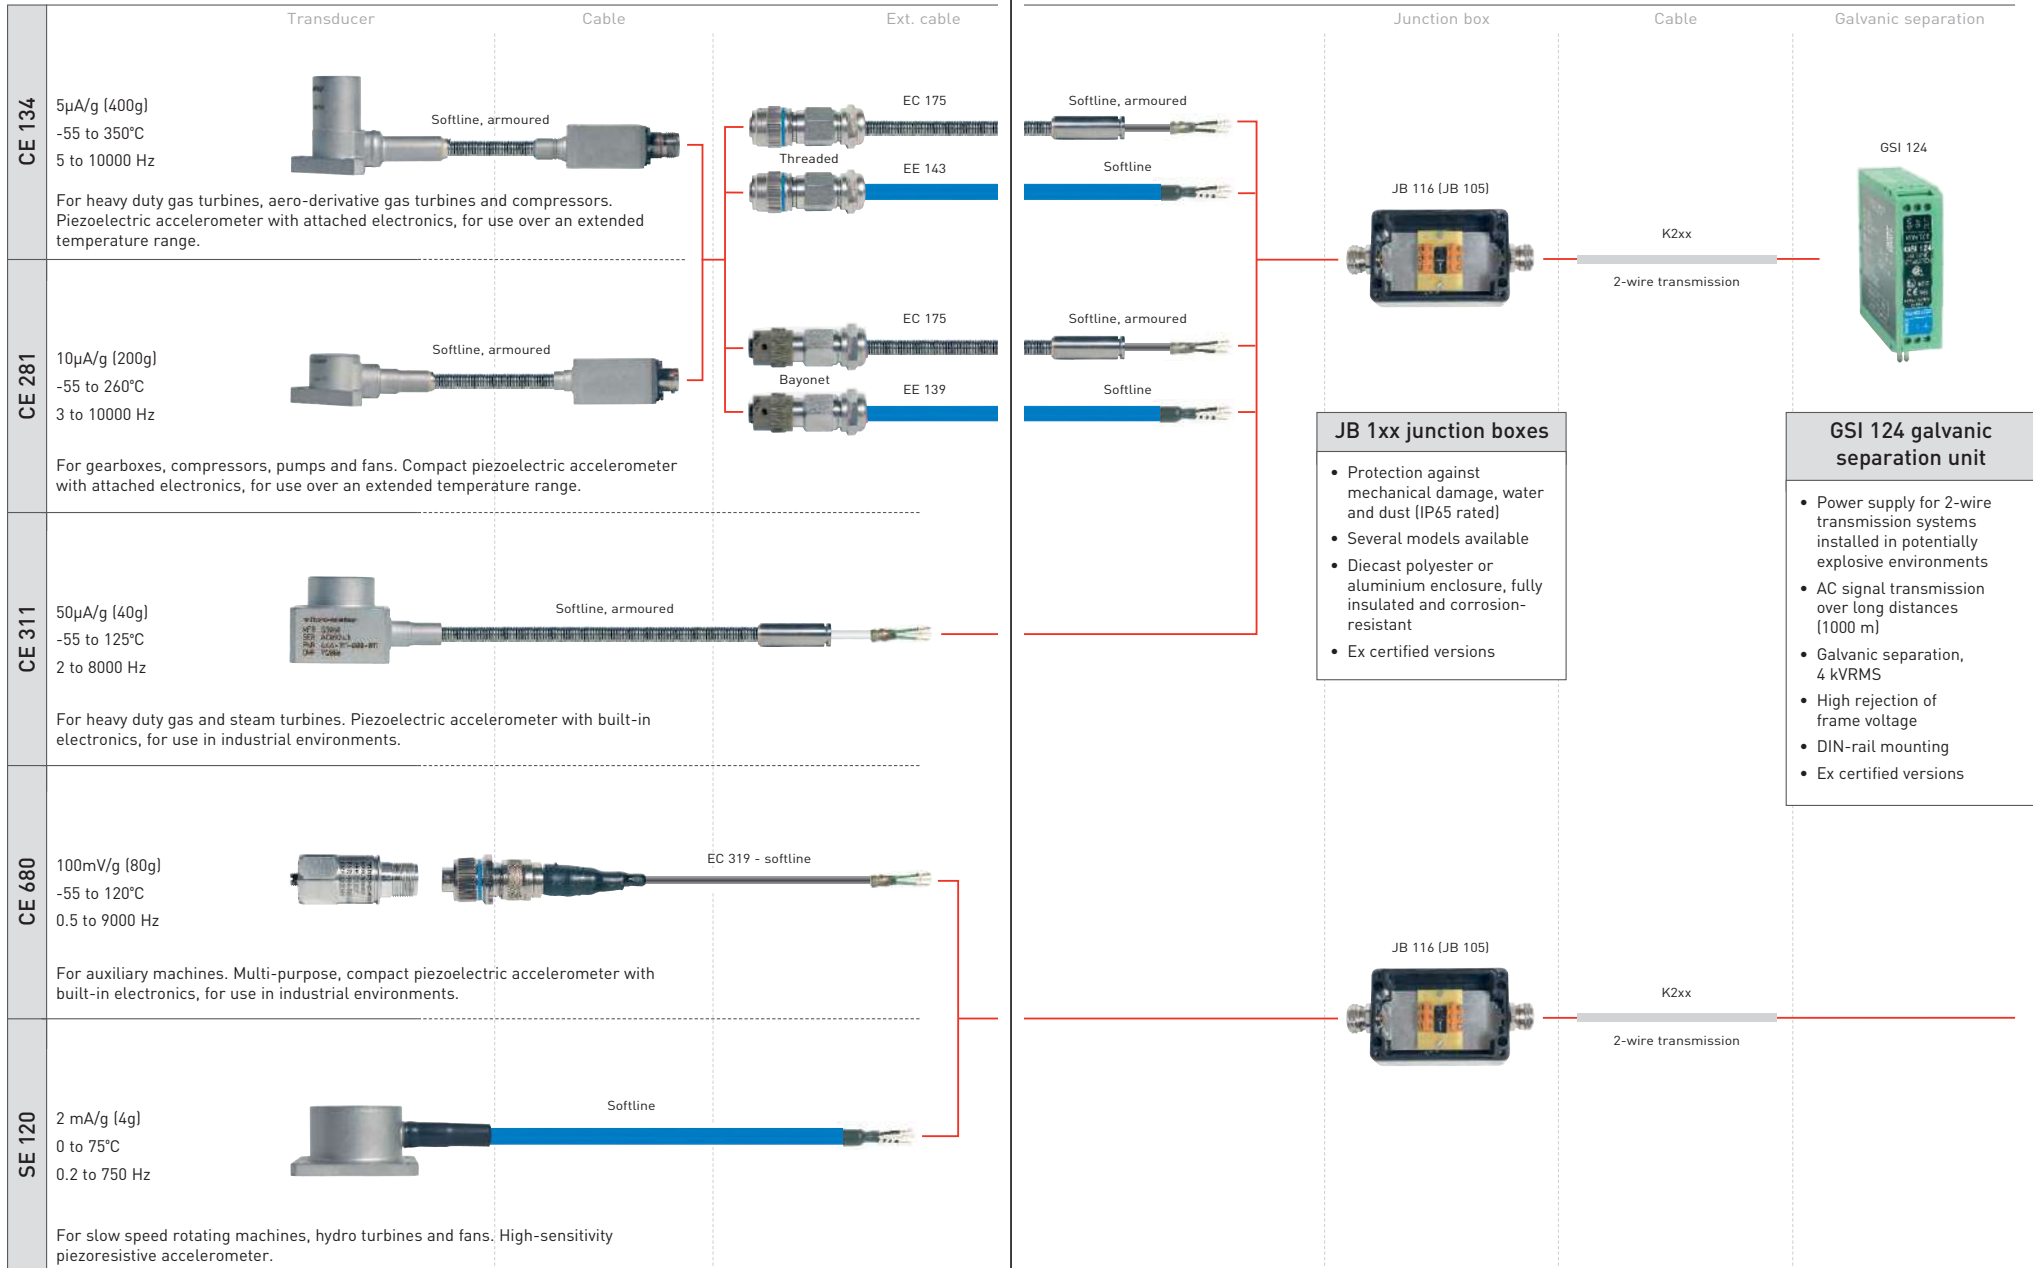 Transducer
Cable
Ext. cable
Junction box
Cable
Galvanic separation
CE 134
5µA/g (400g)
-55 to 350°C
5 to 10000 Hz
Softline, armoured
For heavy duty gas turbines, aero-derivative gas turbines and compressors.
Piezoelectric accelerometer with attached electronics, for use over an extended
temperature range.
EC 175
Threaded
EE 143
Softline, armoured
Softline
CE 281
10µA/g (200g)
-55 to 260°C
3 to 10000 Hz
Softline, armoured
For gearboxes, compressors, pumps and fans. Compact piezoelectric accelerometer
with attached electronics, for use over an extended temperature range.
EC 175
Bayonet
EE 139
Softline, armoured
Softline
JB 116 (JB 105)
K2xx
2-wire transmission
GSI 124
JB 1xx junction boxes
• Protection against
mechanical damage, water
and dust (IP65 rated)
• Several models available
• Diecast polyester or
aluminium enclosure, fully
insulated and corrosion-
resistant
• Ex certified versions
GSI 124 galvanic
separation unit
• Power supply for 2-wire
transmission systems
installed in potentially
explosive environments
• AC signal transmission
over long distances
(1000 m)
• Galvanic separation,
4 kVRMS
• High rejection of
frame voltage
• DIN-rail mounting
• Ex certified versions
CE 311
50µA/g (40g)
-55 to 125°C
2 to 8000 Hz
vibro-meter
Softline, armoured
For heavy duty gas and steam turbines. Piezoelectric accelerometer with built-in
electronics, for use in industrial environments.
CE 680
100mV/g (80g)
-55 to 120°C
0.5 to 9000 Hz
EC 319 - softline
For auxiliary machines. Multi-purpose, compact piezoelectric accelerometer with
built-in electronics, for use in industrial environments.
JB 116 (JB 105)
K2xx
2-wire transmission
SE 120
2 mA/g (4g)
0 to 75°C
0.2 to 750 Hz
Softline
For slow speed rotating machines, hydro turbines and fans. High-sensitivity
piezoresistive accelerometer.